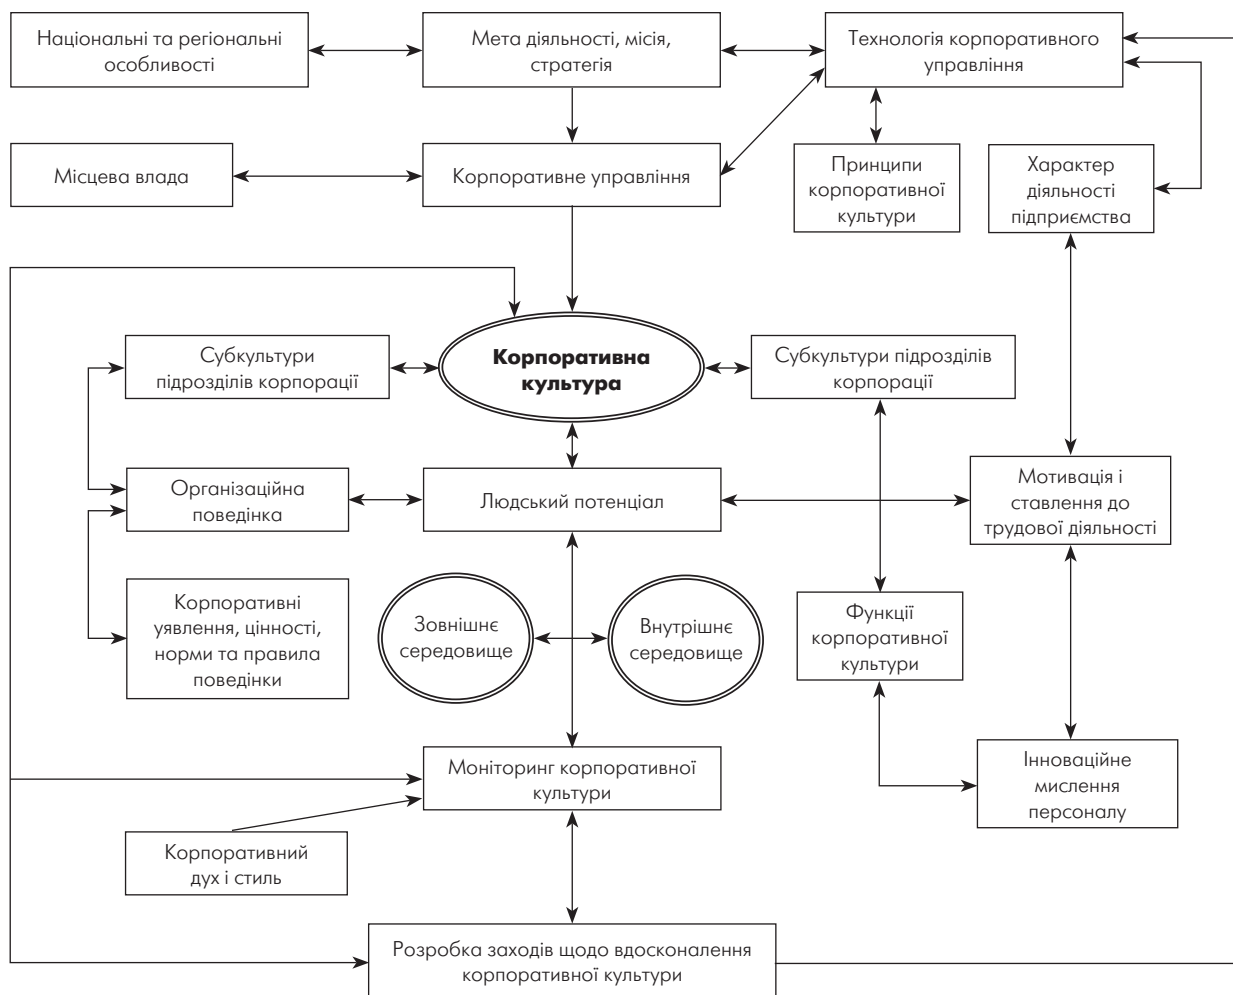 Національні та регіональні
особливості
Мета діяльності, місія,
стратегія
Технологія корпоративного
управління
Місцева влада
Корпоративне управління
Принципи
корпоративної
культури
Характер
діяльності
підприємства
Субкультури
підрозділів корпорації
Корпоративна
культура
Субкультури підрозділів
корпорації
Організаційна
поведінка
Людський потенціал
Мотивація і
ставлення до
трудової діяльності
Корпоративні
уявлення, цінності,
норми та правила
поведінки
Зовнішнє
середовище
Внутрішнє
середовище
Функції
корпоративної
культури
Моніторинг корпоративної
культури
Інноваційне
мислення
персоналу
Корпоративний
дух і стиль
Розробка заходів щодо вдосконалення
корпоративної культури